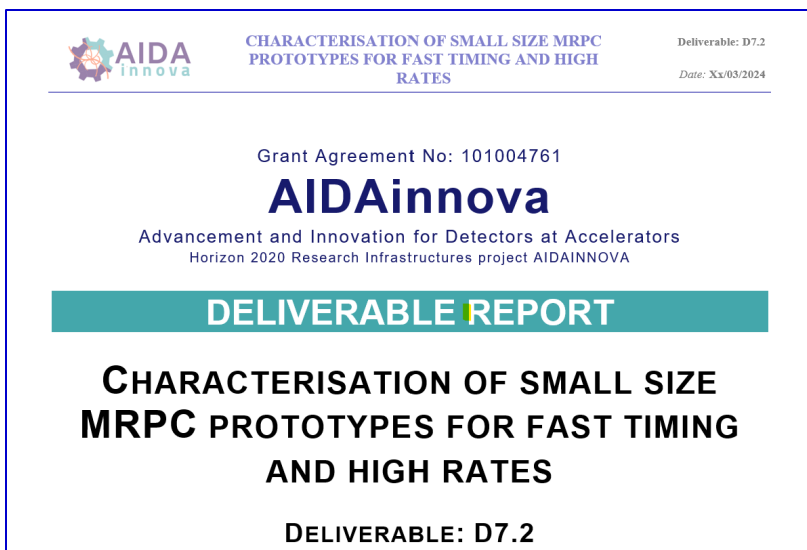 AIDA
innova
CHARACTERISATION OF SMALL SIZE MRPC
PROTOTYPES FOR FAST TIMING AND HIGH
RATES
Deliverable: D7.2
Date: Xx/03/2024
Grant Agreement No: 101004761
AIDAinnova
Advancement and Innovation for Detectors at Accelerators
Horizon 2020 Research Infrastructures project AIDAINNOVA
DELIVERABLE REPORT
CHARACTERISATION OF SMALL SIZE
MRPC PROTOTYPES FOR FAST TIMING
AND HIGH RATES
DELIVERABLE: D7.2